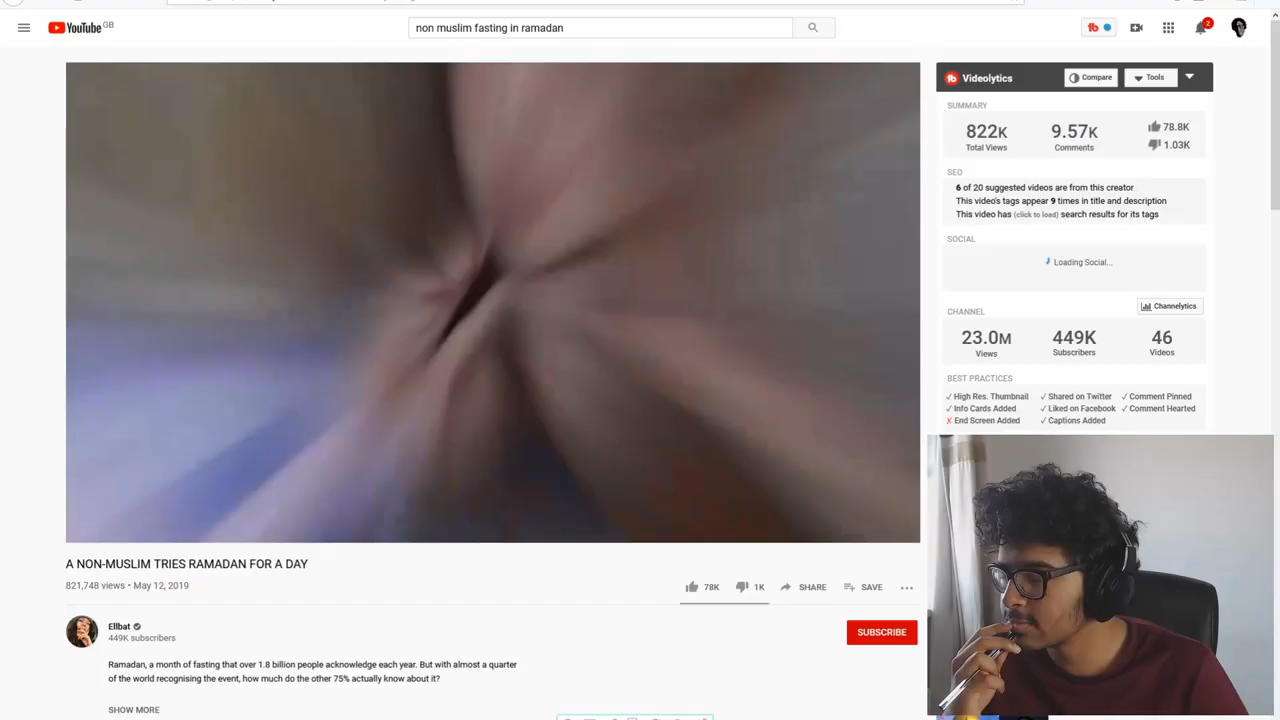 YouTube GB
non muslim fasting in ramadan
2
Videolytics
Compare
Tools
SUMMARY
822K
Total Views
9.57K
Comments
78.8K
1.03K
SEO
6 of 20 suggested videos are from this creator
This video's tags appear 9 times in title and description
This video has (click to load) search results for its tags
SOCIAL
Loading Social...
CHANNEL
Channelytics
23.0M
Views
449K
Subscribers
46
Videos
BEST PRACTICES
✓ High Res. Thumbnail ✓ Shared on Twitter ✓ Comment Pinned
✓ Info Cards Added ✓ Liked on Facebook ✓ Comment Hearted
✗ End Screen Added ✓ Captions Added
A NON-MUSLIM TRIES RAMADAN FOR A DAY
821,748 views • May 12, 2019
78K 1K SHARE SAVE
Ellbat
449K subscribers
SUBSCRIBE
Ramadan, a month of fasting that over 1.8 billion people acknowledge each year. But with almost a quarter
of the world recognising the event, how much do the other 75% actually know about it?
SHOW MORE